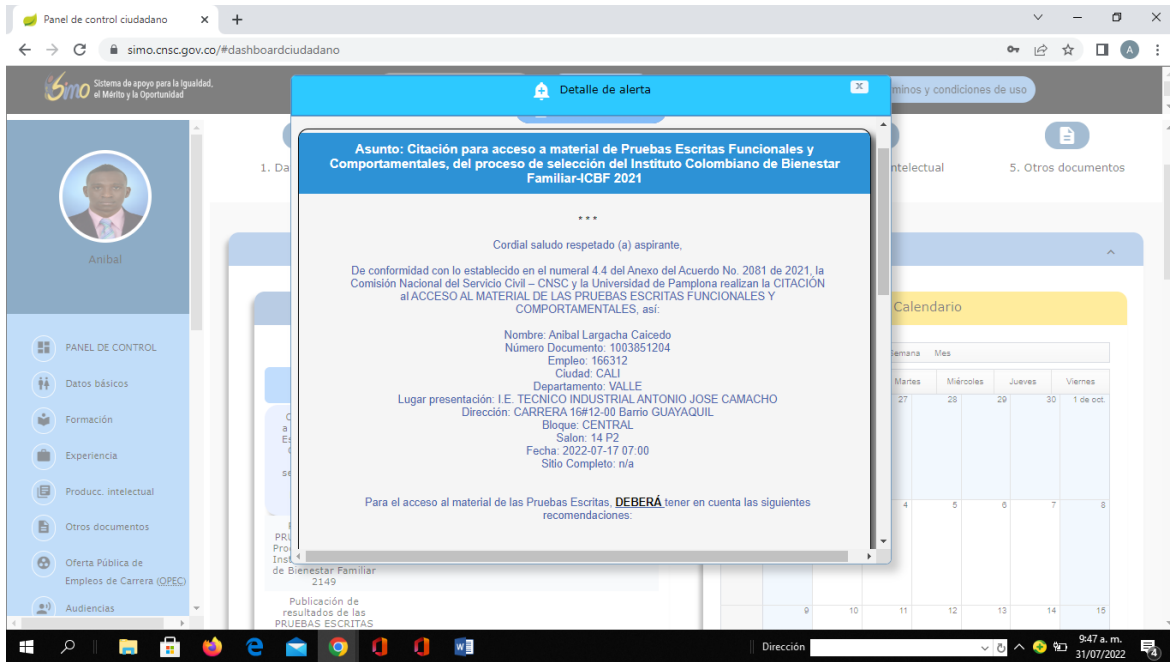 Panel de control ciudadano
simo.cnsc.gov.co/#dashboardciudadano
A
Simo
Sistema de apoyo para la Igualdad,
el Mérito y la Oportunidad
Detalle de alerta
x
minos y condiciones de uso
1. Da
ntelectual
5. Otros documentos
Anibal
PANEL DE CONTROL
Datos básicos
Formación
Experiencia
Producc. intelectual
Otros documentos
Oferta Pública de
Empleos de Carrera (OPEC)
Audiencias
Asunto: Citación para acceso a material de Pruebas Escritas Funcionales y
Comportamentales, del proceso de selección del Instituto Colombiano de Bienestar
Familiar-ICBF 2021
* * *
Cordial saludo respetado (a) aspirante,
De conformidad con lo establecido en el numeral 4.4 del Anexo del Acuerdo No. 2081 de 2021, la
Comisión Nacional del Servicio Civil – CNSC y la Universidad de Pamplona realizan la CITACIÓN
al ACCESO AL MATERIAL DE LAS PRUEBAS ESCRITAS FUNCIONALES Y
COMPORTAMENTALES, así:
Nombre: Anibal Largacha Caicedo
Número Documento: 1003851204
Empleo: 166312
Ciudad: CALI
Departamento: VALLE
Lugar presentación: I.E. TECNICO INDUSTRIAL ANTONIO JOSE CAMACHO
Dirección: CARRERA 16#12-00 Barrio GUAYAQUIL
Bloque: CENTRAL
Salon: 14 P2
Fecha: 2022-07-17 07:00
Sitio Completo: n/a
Para el acceso al material de las Pruebas Escritas, DEBERÁ tener en cuenta las siguientes
recomendaciones:
de Bienestar Familiar
2149
Publicación de
resultados de las
PRUEBAS ESCRITAS
Calendario
Semana Mes
Martes Miércoles Jueves Viernes
27 28 29 30 1 de oct.
4 5 6 7 8
9 10 11 12 13 14 15
Dirección
9:47 a. m.
31/07/2022
4